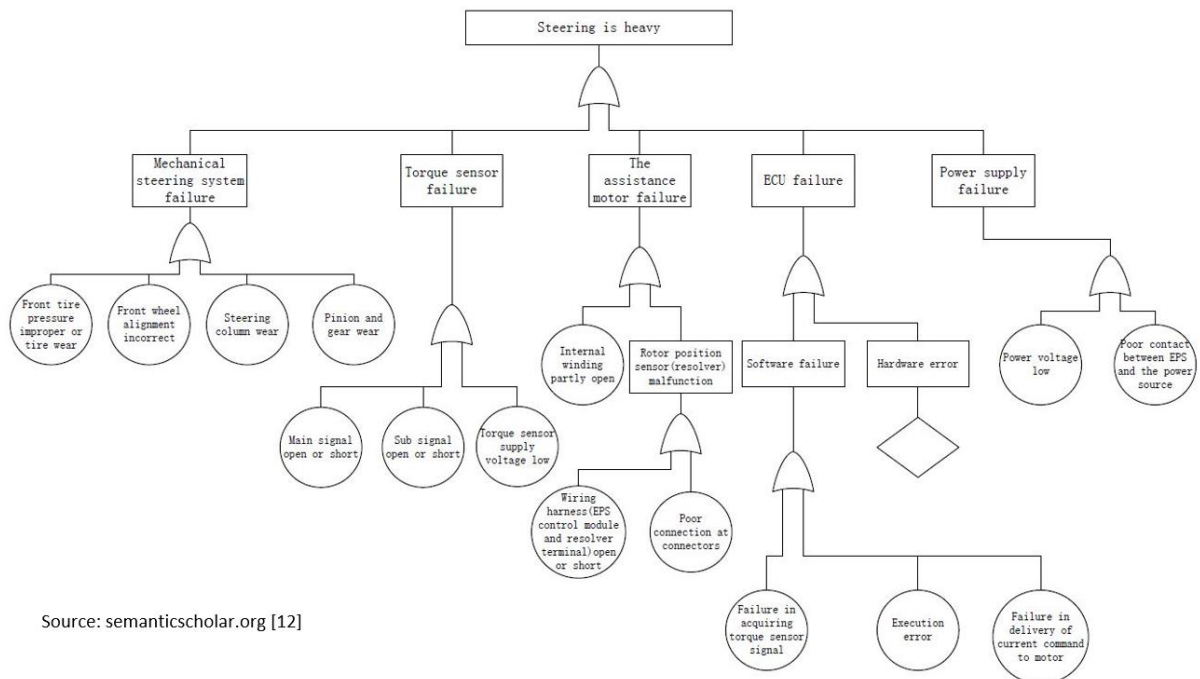 Steering is heavy
Mechanical
steering system
failure
Torque sensor
failure
The
assistance
motor failure
ECU failure
Power supply
failure
Front tire
pressure
improper or
tire wear
Front wheel
alignment
incorrect
Steering
column wear
Pinion and
gear wear
Internal
winding
partly open
Rotor position
sensor(resolver)
malfunction
Software failure
Hardware error
Power voltage
low
Poor contact
between EPS
and the power
source
Main signal
open or short
Sub signal
open or short
Torque sensor
supply
voltage low
Wiring
harness(EPS
control module
and resolver
terminal)open
or short
Poor
connection at
connectors
Failure in
acquiring
torque sensor
signal
Execution
error
Failure in
delivery of
current command
to motor
Source: semanticscholar.org [12]